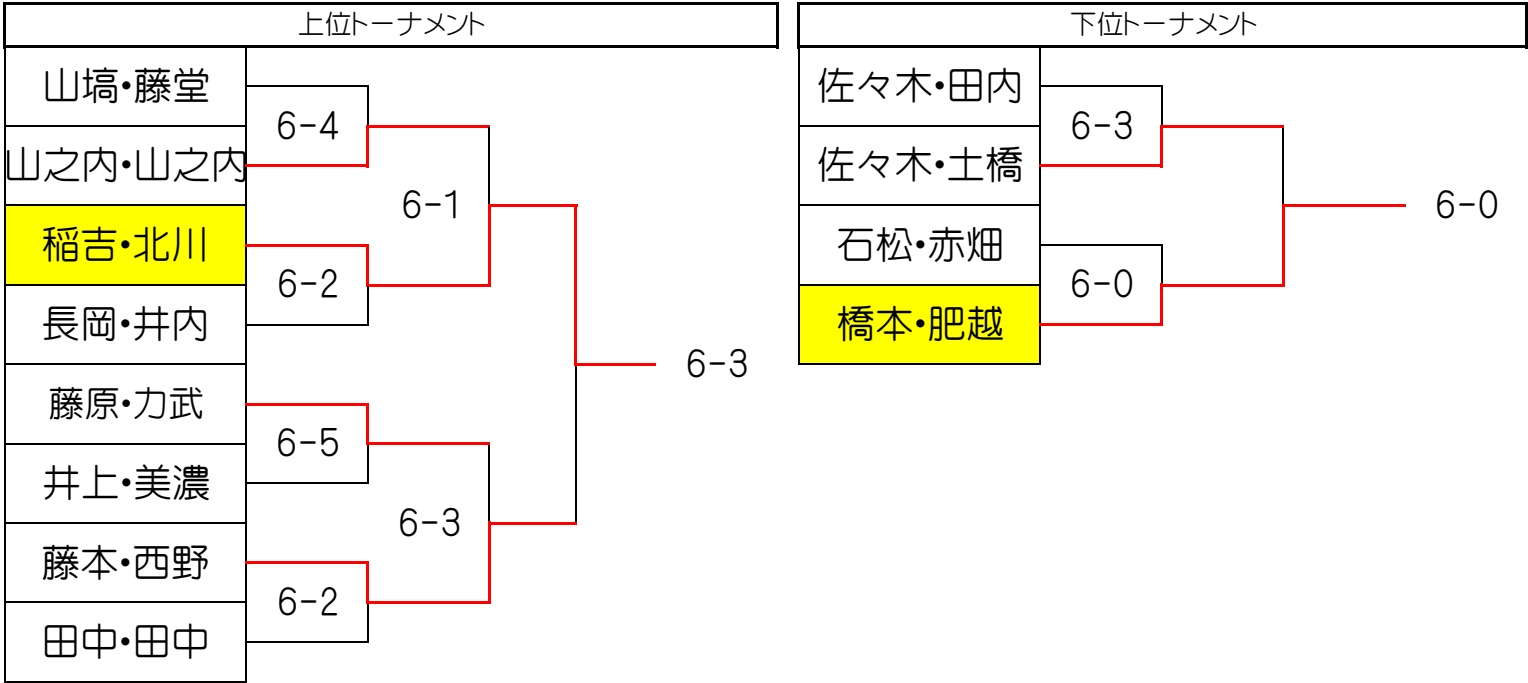 上位トーナメント
山塙・藤堂
山之内・山之内
稲吉・北川
長岡・井内
藤原・力武
井上・美濃
藤本・西野
田中・田中
6-4
6-2
6-5
6-2
6-1
6-3
6-3
下位トーナメント
佐々木・田内
佐々木・土橋
石松・赤畑
橋本・肥越
6-3
6-0
6-0